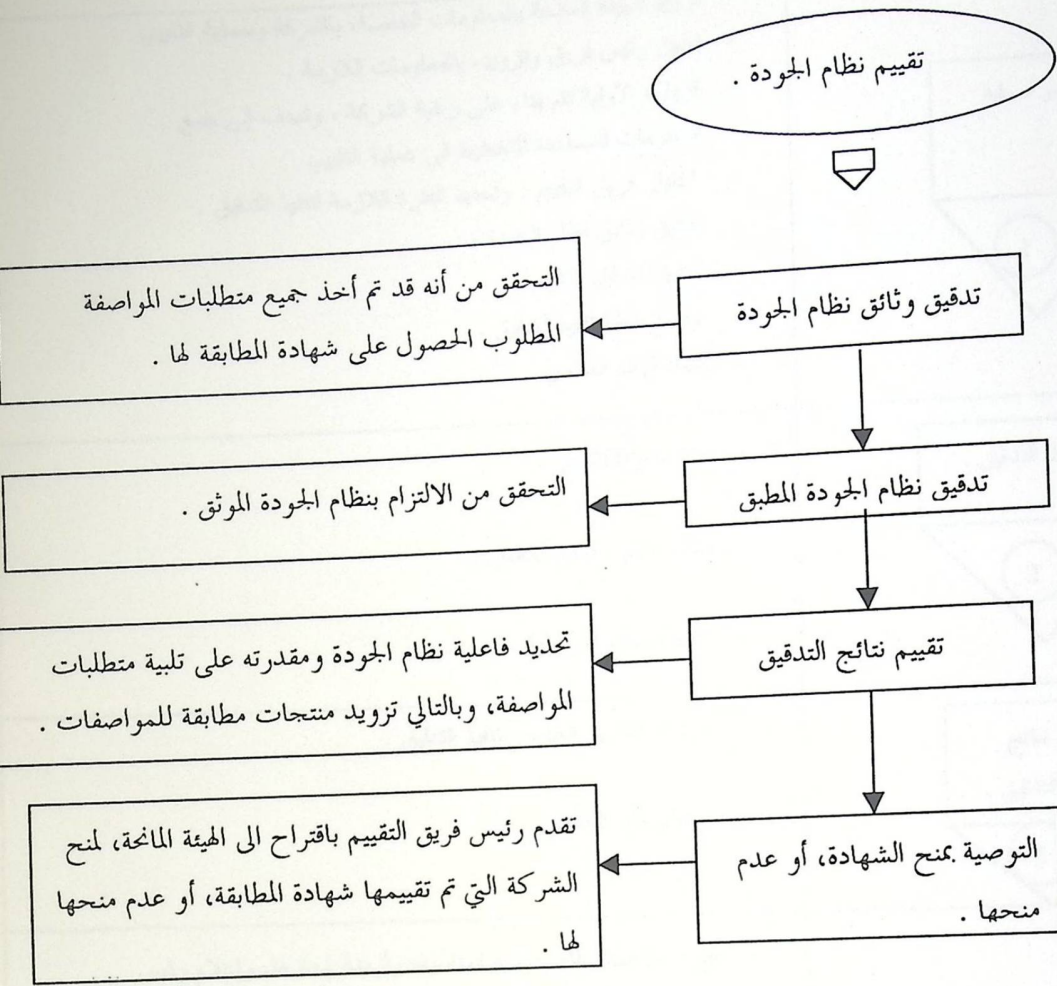 تقييم نظام الجودة .
تدقيق وثائق نظام الجودة
التحقق من أنه قد تم أخذ جميع متطلبات المواصفة
المطلوب الحصول على شهادة المطابقة لها .
تدقيق نظام الجودة المطبق
التحقق من الالتزام بنظام الجودة الموثق .
تقييم نتائج التدقيق
تحديد فاعلية نظام الجودة ومقدرته على تلبية متطلبات
المواصفة، وبالتالي تزويد منتجات مطابقة للمواصفات .
التوصية بمنح الشهادة، أو عدم
منحها .
تقدم رئيس فريق التقييم باقتراح الى الهيئة المانحة، لمنح
الشركة التي تم تقييمها شهادة المطابقة، أو عدم منحها
لها .